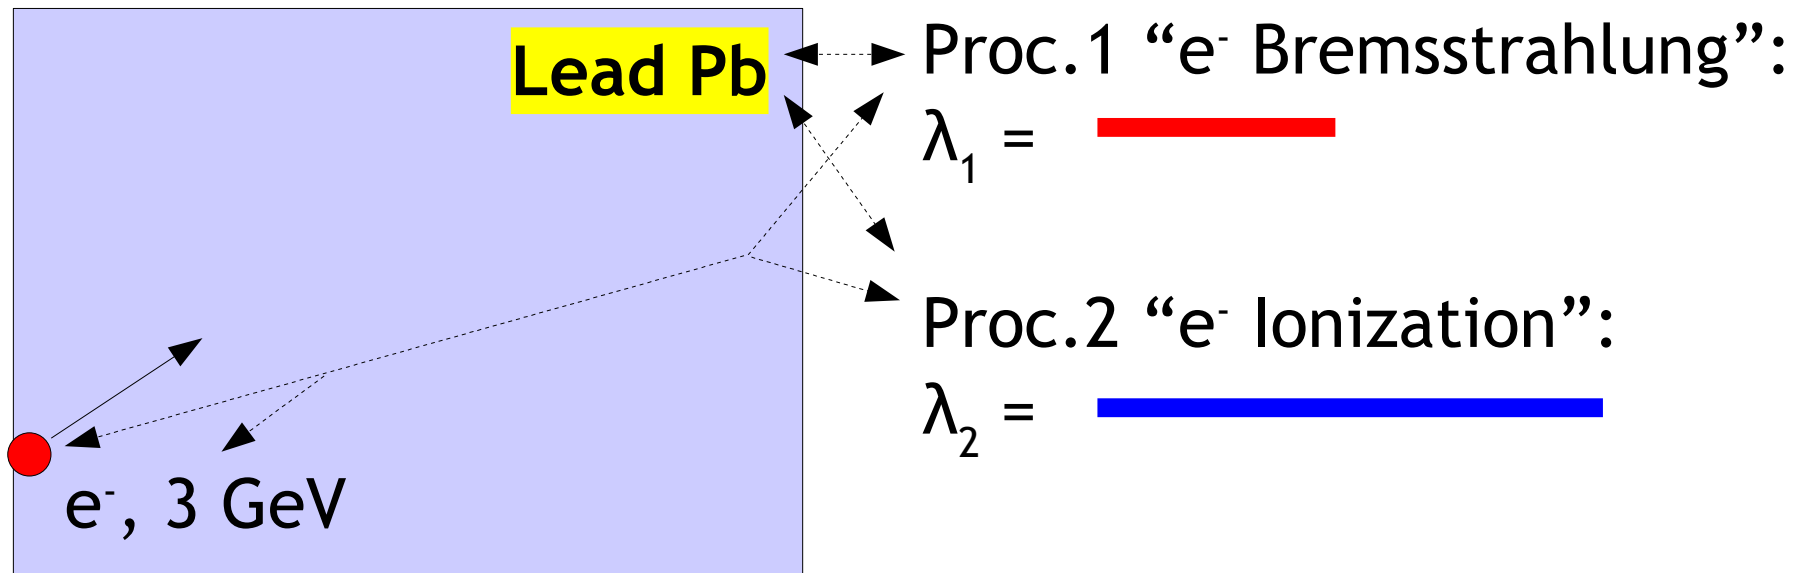 Lead Pb
Proc.1 “e⁻ Bremsstrahlung”:
λ₁ =
Proc.2 “e⁻ Ionization”:
λ₂ =
e⁻, 3 GeV